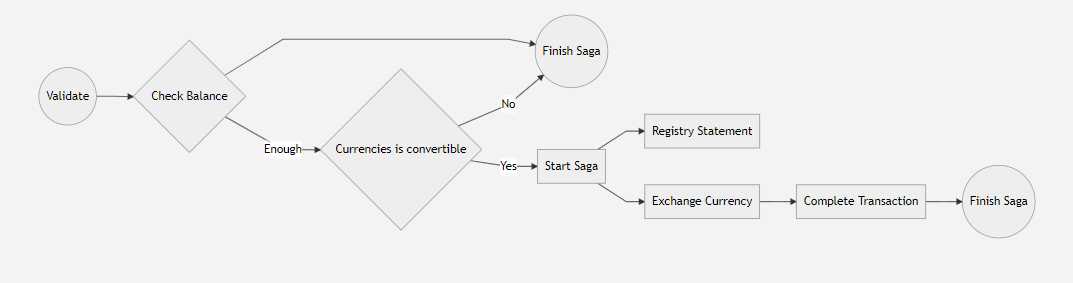 Validate
Check Balance
Finish Saga
Enough
Currencies is convertible
No
Yes
Start Saga
Registry Statement
Exchange Currency
Complete Transaction
Finish Saga